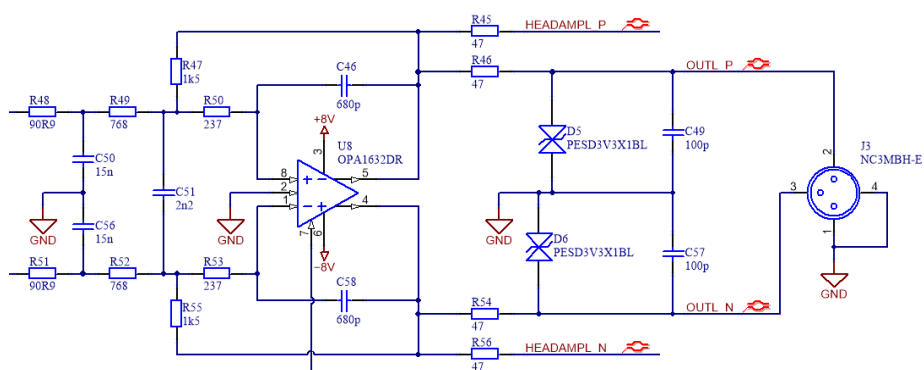 R45
HEADAMPL_P
47
R46
OUTL_P
47
R47
1k5
C46
680p
R48
R49
R50
90R9
768
237
+8V
U8
OPA1632DR
D5
PESD3V3X1BL
C49
100p
J3
NC3MBH-E
3
8
5
2
1
4
7
6
C50
15n
C51
2n2
GND
GND
GND
C56
15n
-8V
D6
PESD3V3X1BL
C57
100p
2
3
4
1
GND
R51
R52
R53
90R9
768
237
C58
680p
R55
1k5
R54
OUTL_N
47
R56
HEADAMPL_N
47